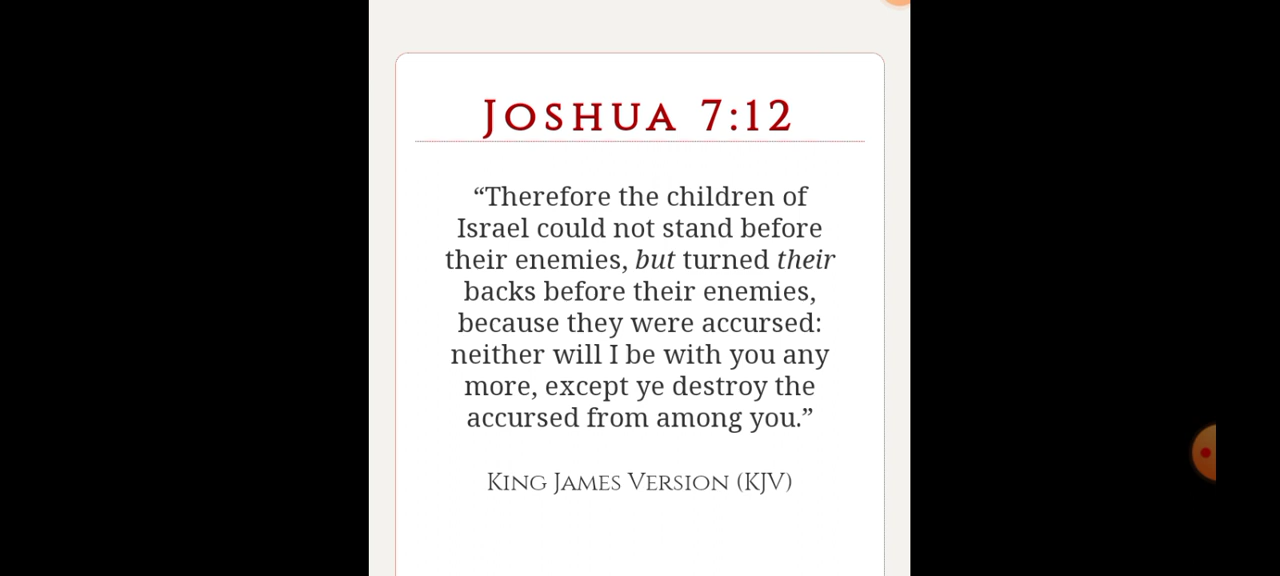 Joshua 7:12
“Therefore the children of
Israel could not stand before
their enemies, but turned their
backs before their enemies,
because they were accursed:
neither will I be with you any
more, except ye destroy the
accursed from among you.”
King James Version (KJV)